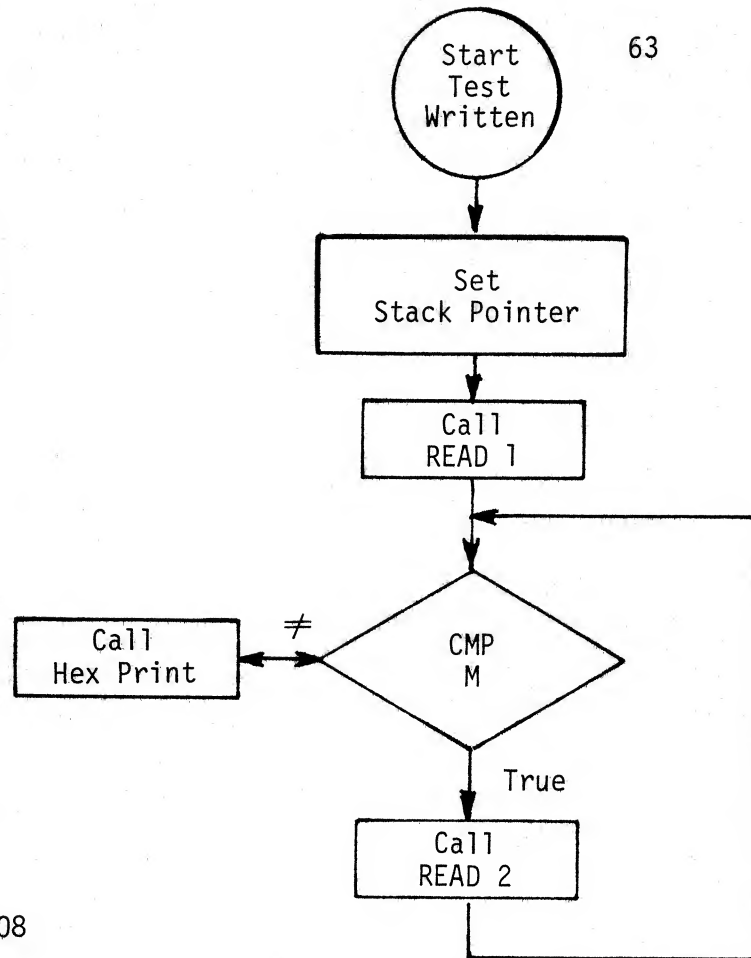 63
Start
Test
Written
Set
Stack Pointer
Call
READ 1
≠
Call
Hex Print
CMP
M
True
Call
READ 2
08